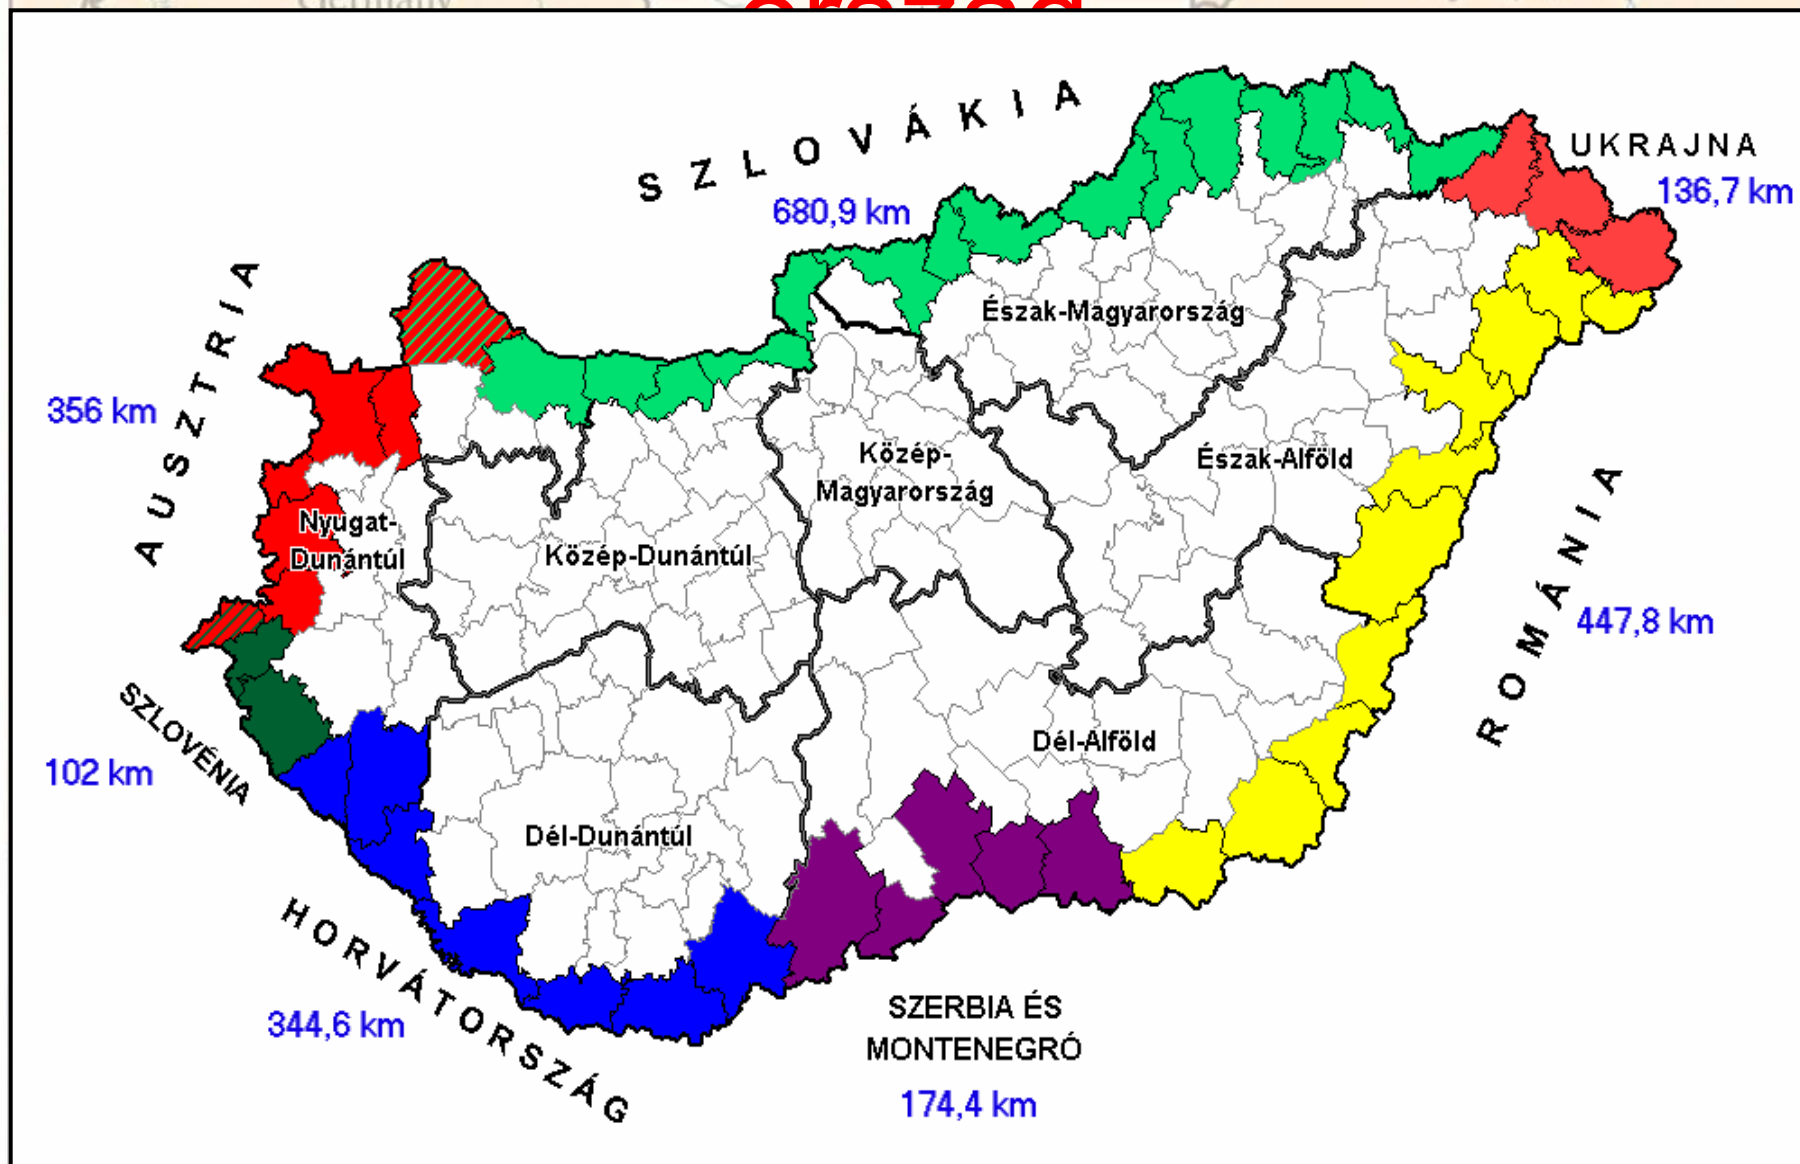 Germany
ország
SZLOVÁKIA
680,9 km
UKRAJNA
136,7 km
AUSZTRIA
356 km
Észak-Magyarország
Közép-
Magyarország
Észak-Alföld
Nyugat-
Dunántúl
Közép-Dunántúl
ROMÁNIA
447,8 km
SZLOVÉNIA
102 km
Dél-Alföld
Dél-Dunántúl
HORVÁTORSZÁG
344,6 km
SZERBIA ÉS
MONTENEGRÓ
174,4 km